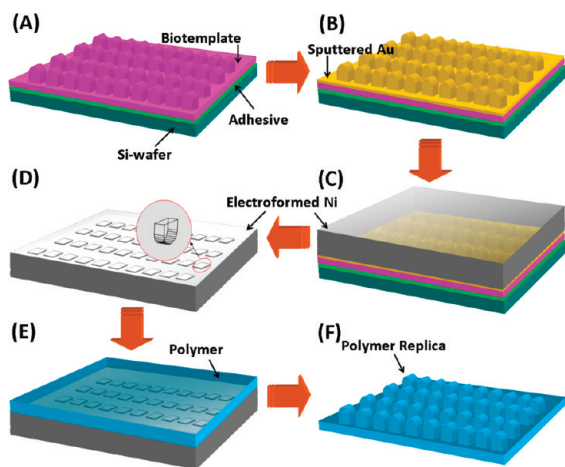 (A)
Biotemplate
Adhesive
Si-wafer
(B)
Sputtered Au
(D)
Electroformed Ni
(C)
(E)
Polymer
(F)
Polymer Replica